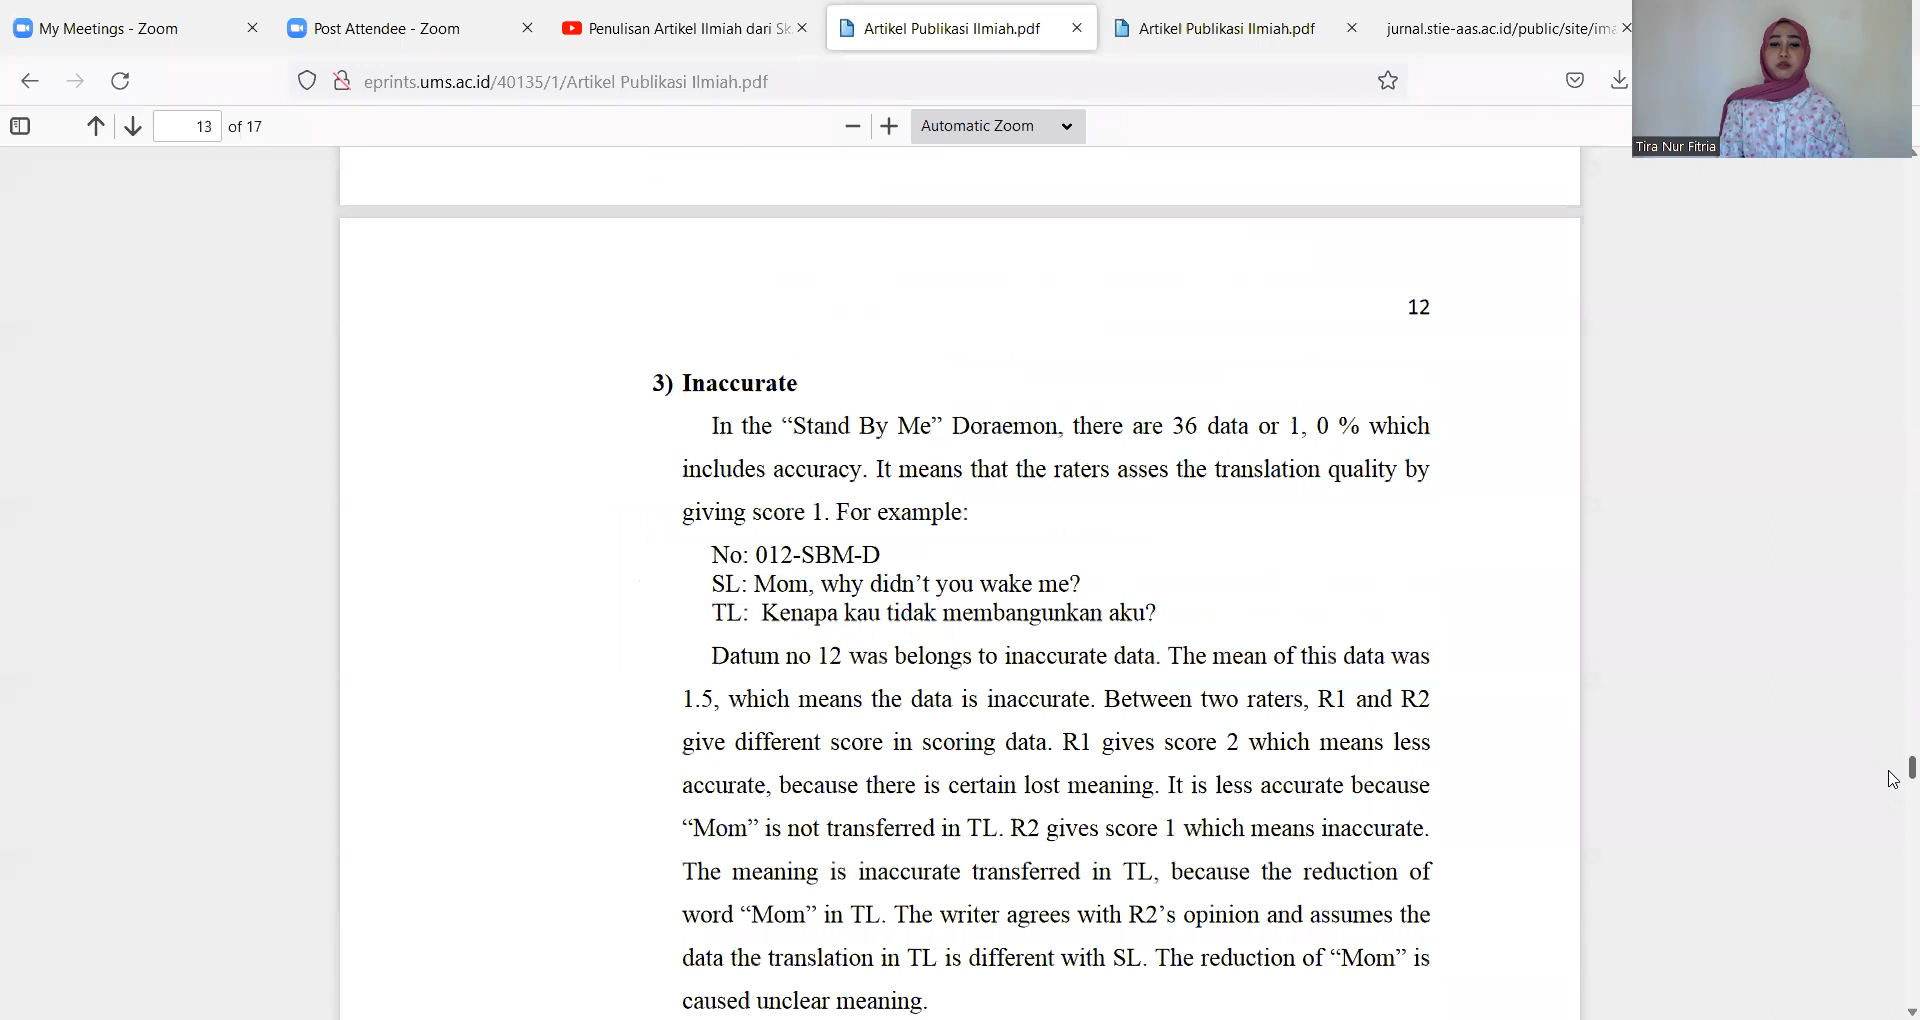 My Meetings - Zoom
Post Attendee - Zoom
Penulisan Artikel Ilmiah dari Sk
Artikel Publikasi Ilmiah.pdf
Artikel Publikasi Ilmiah.pdf
jurnal.stie-aas.ac.id/public/site/ima
eprints.ums.ac.id/40135/1/Artikel Publikasi Ilmiah.pdf
13 of 17
Automatic Zoom
Tira Nur Fitria
12
3) Inaccurate
In the “Stand By Me” Doraemon, there are 36 data or 1, 0 % which
includes accuracy. It means that the raters asses the translation quality by
giving score 1. For example:
No: 012-SBM-D
SL: Mom, why didn’t you wake me?
TL: Kenapa kau tidak membangunkan aku?
Datum no 12 was belongs to inaccurate data. The mean of this data was
1.5, which means the data is inaccurate. Between two raters, R1 and R2
give different score in scoring data. R1 gives score 2 which means less
accurate, because there is certain lost meaning. It is less accurate because
“Mom” is not transferred in TL. R2 gives score 1 which means inaccurate.
The meaning is inaccurate transferred in TL, because the reduction of
word “Mom” in TL. The writer agrees with R2’s opinion and assumes the
data the translation in TL is different with SL. The reduction of “Mom” is
caused unclear meaning.